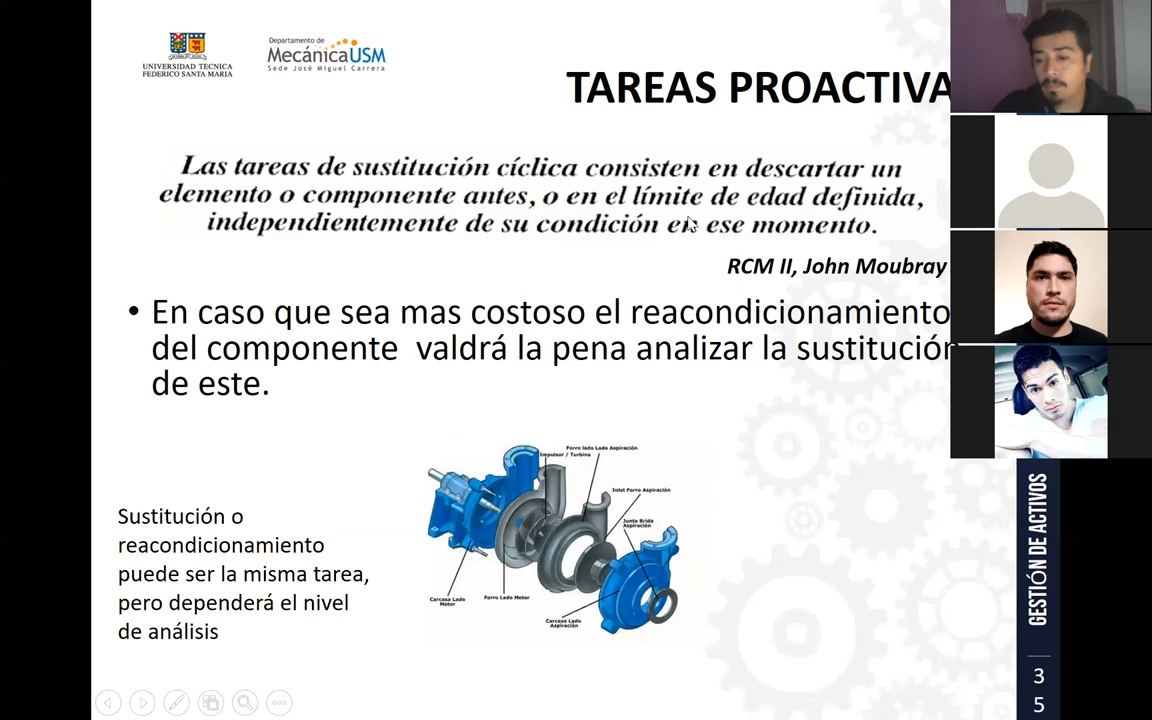 UNIVERSIDAD TECNICA
FEDERICO SANTA MARIA
Departamento de
MecánicaUSM
Sede José Miguel Carrera
TAREAS PROACTIVA
Las tareas de sustitución cíclica consisten en descartar un
elemento o componente antes, o en el límite de edad definida,
independientemente de su condición en ese momento.
RCM II, John Moubray
• En caso que sea mas costoso el reacondicionamiento
del componente valdrá la pena analizar la sustitución
de este.
Sustitución o
reacondicionamiento
puede ser la misma tarea,
pero dependerá el nivel
de análisis
Forro lado Lado Aspiración
Impulsor / Turbina
Inlet Forro Aspiración
Junta Brida
Aspiración
Carcasa Lado
Motor
Forro Lado Motor
Carcasa Lado
Aspiración
GESTIÓN DE ACTIVOS
3
5